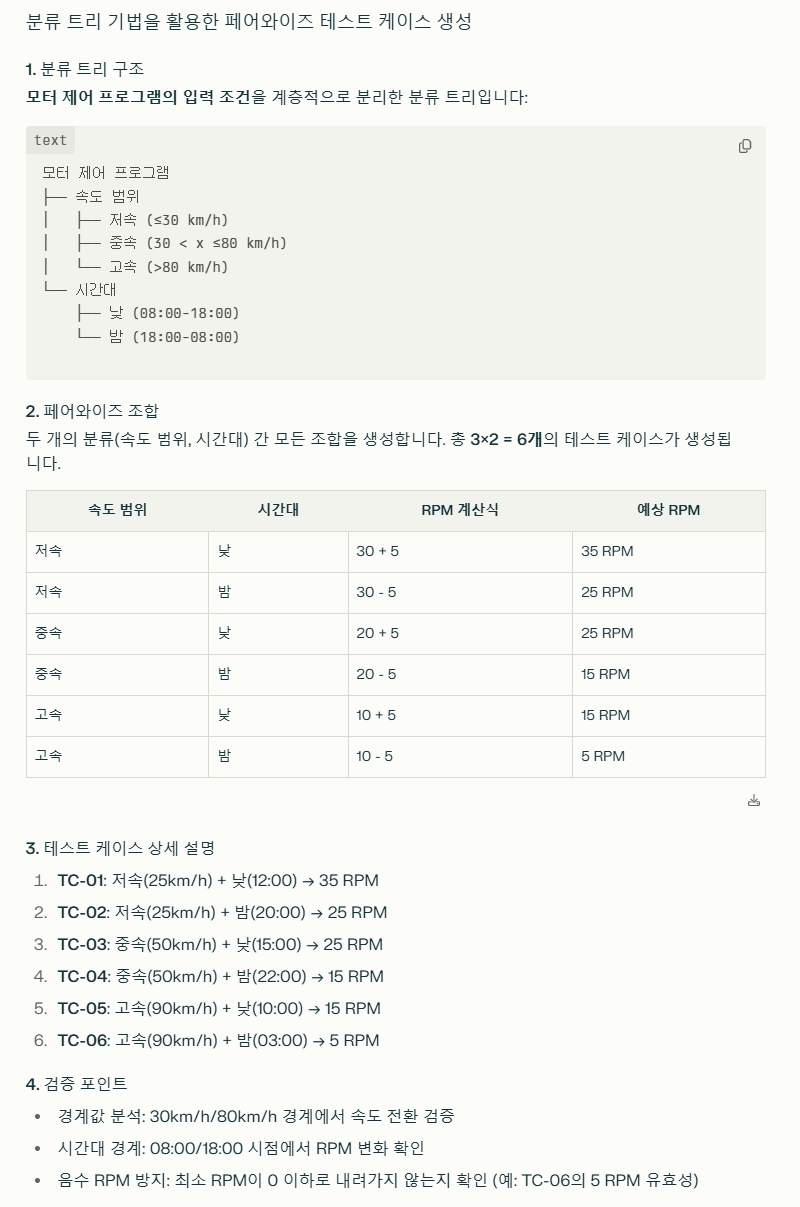 분류 트리 기법을 활용한 페어와이즈 테스트 케이스 생성
1. 분류 트리 구조
모터 제어 프로그램의 입력 조건을 계층적으로 분리한 분류 트리입니다:
text
모터 제어 프로그램
├── 속도 범위
│   ├── 저속 (≤30 km/h)
│   ├── 중속 (30 < x ≤80 km/h)
│   └── 고속 (>80 km/h)
└── 시간대
    ├── 낮 (08:00-18:00)
    └── 밤 (18:00-08:00)
2. 페어와이즈 조합
두 개의 분류(속도 범위, 시간대) 간 모든 조합을 생성합니다. 총 3×2 = 6개의 테스트 케이스가 생성됩
니다.
속도 범위 시간대 RPM 계산식 예상 RPM
저속 낮 30 + 5 35 RPM
저속 밤 30 - 5 25 RPM
중속 낮 20 + 5 25 RPM
중속 밤 20 - 5 15 RPM
고속 낮 10 + 5 15 RPM
고속 밤 10 - 5 5 RPM
3. 테스트 케이스 상세 설명
1. TC-01: 저속(25km/h) + 낮(12:00) → 35 RPM
2. TC-02: 저속(25km/h) + 밤(20:00) → 25 RPM
3. TC-03: 중속(50km/h) + 낮(15:00) → 25 RPM
4. TC-04: 중속(50km/h) + 밤(22:00) → 15 RPM
5. TC-05: 고속(90km/h) + 낮(10:00) → 15 RPM
6. TC-06: 고속(90km/h) + 밤(03:00) → 5 RPM
4. 검증 포인트
• 경계값 분석: 30km/h/80km/h 경계에서 속도 전환 검증
• 시간대 경계: 08:00/18:00 시점에서 RPM 변화 확인
• 음수 RPM 방지: 최소 RPM이 0 이하로 내려가지 않는지 확인 (예: TC-06의 5 RPM 유효성)